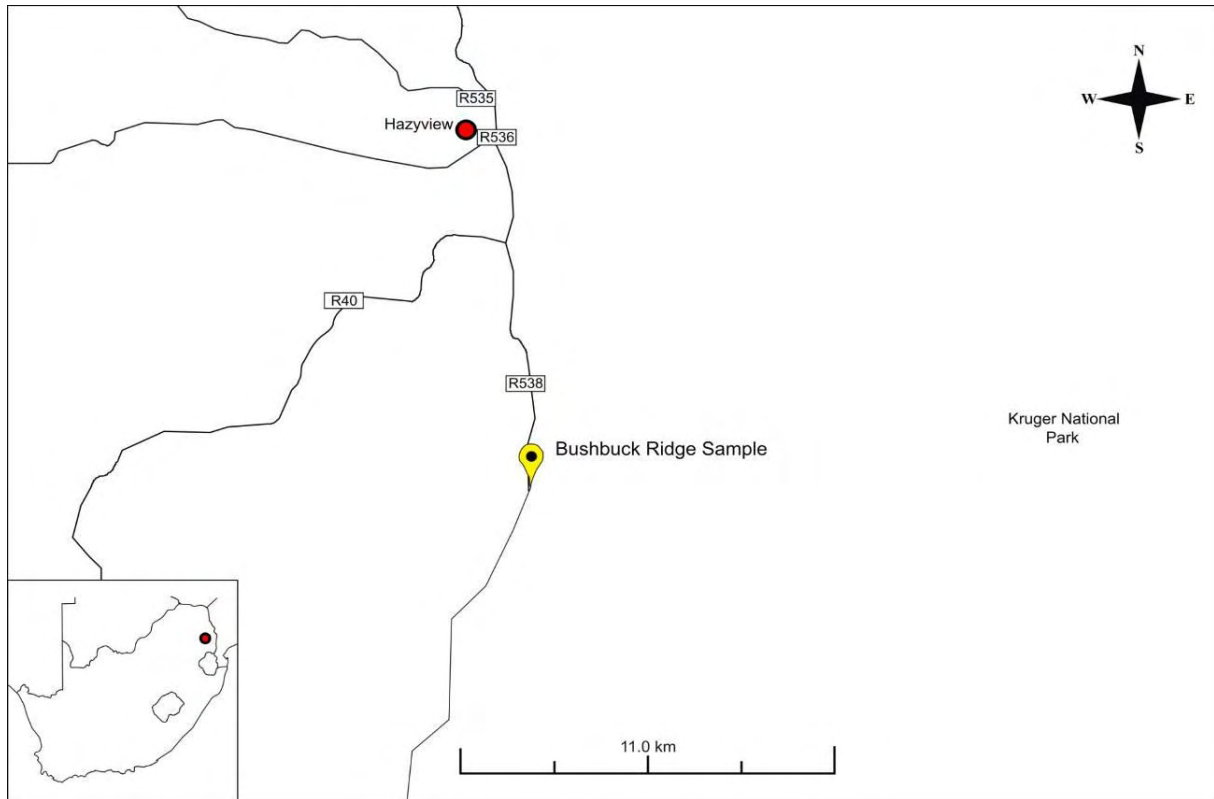 N
W
E
S
R535
Hazyview
R536
R40
R538
Kruger National
Park
Bushbuck Ridge Sample
11.0 km